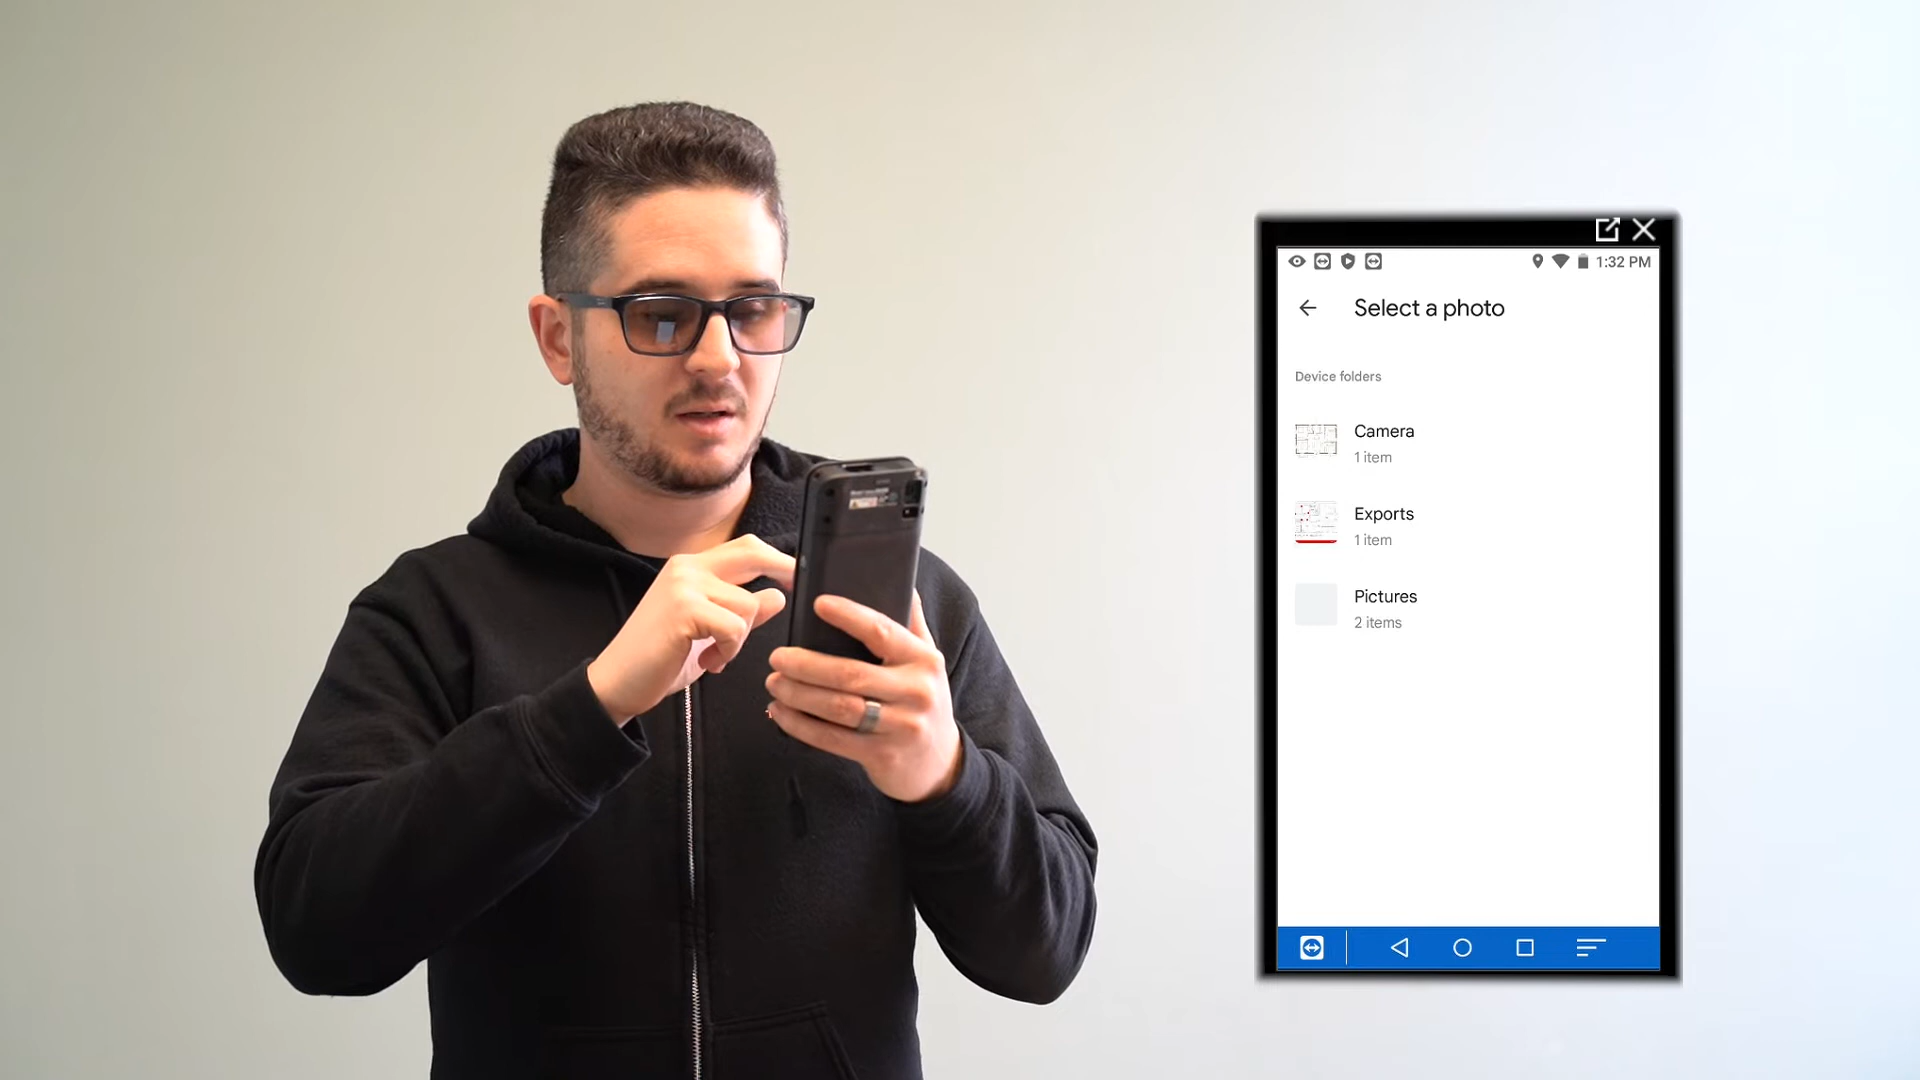 1:32 PM
Select a photo
Device folders
Camera
1 item
Exports
1 item
Pictures
2 items